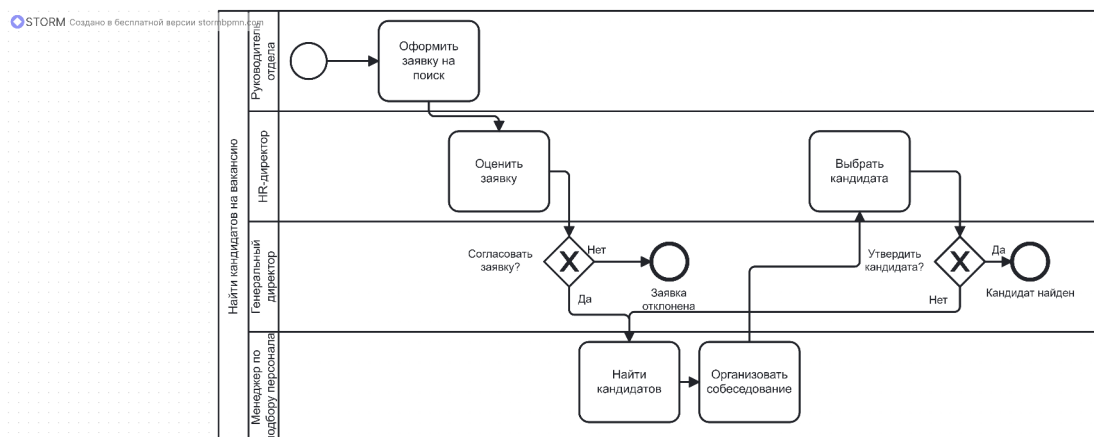 STORM Создано в бесплатной версии stormbpmn.com
Найти кандидатов на вакансию
Руководитель
отдела
Оформить
заявку на
поиск
HR-директор
Оценить
заявку
Выбрать
кандидата
Генеральный
директор
Согласовать
заявку?
Нет
Да
Заявка
отклонена
Утвердить
кандидата?
Да
Нет
Кандидат найден
Менеджер по
подбору персонала
Найти
кандидатов
Организовать
собеседование